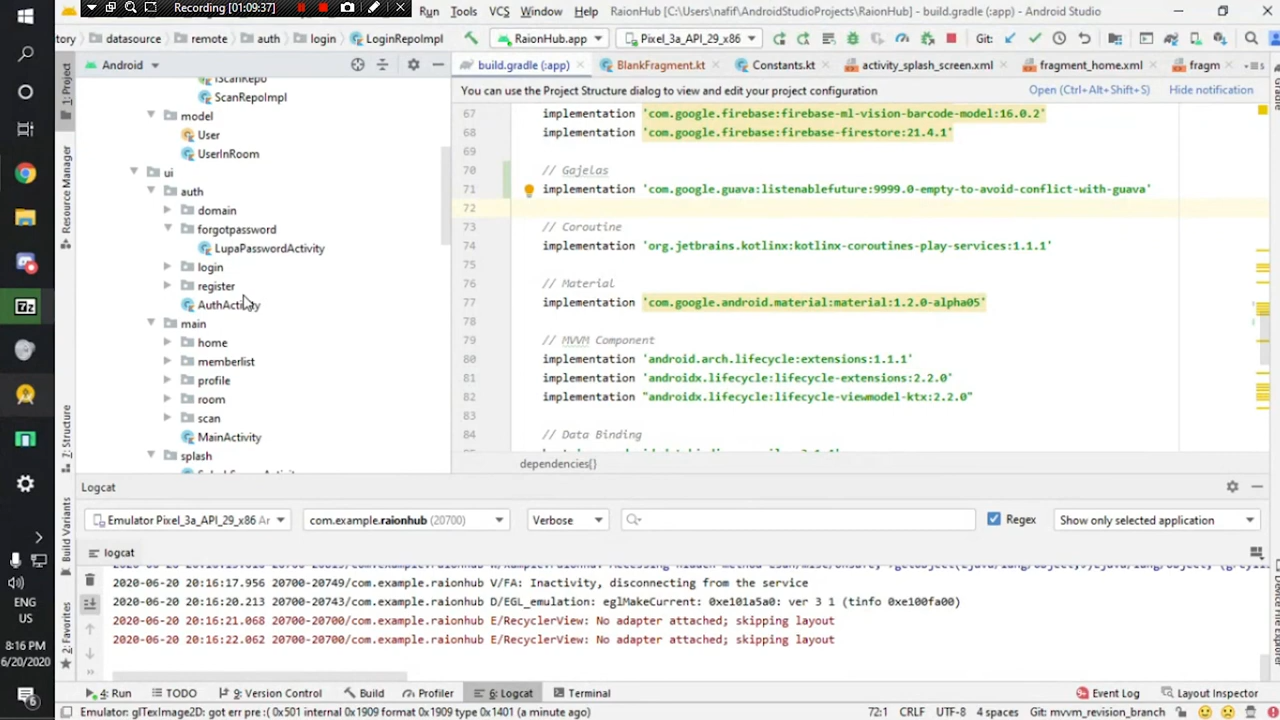 Recording [01:09:37]
Run Tools VCS Window Help RaionHub [C:\Users\nafif\AndroidStudioProjects\RaionHub] - build.gradle (:app) - Android Studio
tory datasource remote auth login LoginRepoImpl RaionHub.app Pixel_3a_API_29_x86 Git:
Android
build.gradle (:app) BlankFragment.kt Constants.kt activity_splash_screen.xml fragment_home.xml fragm
You can use the Project Structure dialog to view and edit your project configuration Open (Ctrl+Alt+Shift+S) Hide notification
1: Project
Resource Manager
Z: Structure
Build Variants
2: Favorites
IScanRepo
ScanRepoImpl
model
User
UserInRoom
ui
auth
domain
forgotpassword
LupaPasswordActivity
login
register
AuthActivity
main
home
memberlist
profile
room
scan
MainActivity
splash
67 implementation 'com.google.firebase:firebase-ml-vision-barcode-model:16.0.2'
68 implementation 'com.google.firebase:firebase-firestore:21.4.1'
69
70 // Gajelas
71 implementation 'com.google.guava:listenablefuture:9999.0-empty-to-avoid-conflict-with-guava'
72
73 // Coroutine
74 implementation 'org.jetbrains.kotlinx:kotlinx-coroutines-play-services:1.1.1'
75
76 // Material
77 implementation 'com.google.android.material:material:1.2.0-alpha05'
78
79 // MVVM Component
80 implementation 'android.arch.lifecycle:extensions:1.1.1'
81 implementation 'androidx.lifecycle:lifecycle-extensions:2.2.0'
82 implementation "androidx.lifecycle:lifecycle-viewmodel-ktx:2.2.0"
83
84 // Data Binding
dependencies{}
Logcat
Emulator Pixel_3a_API_29_x86 Ar com.example.raionhub (20700) Verbose Regex Show only selected application
logcat
2020-06-20 20:16:17.956 20700-20749/com.example.raionhub V/FA: Inactivity, disconnecting from the service
2020-06-20 20:16:20.213 20700-20743/com.example.raionhub D/EGL_emulation: eglMakeCurrent: 0xe101a5a0: ver 3 1 (tinfo 0xe100fa00)
2020-06-20 20:16:21.068 20700-20700/com.example.raionhub E/RecyclerView: No adapter attached; skipping layout
2020-06-20 20:16:22.062 20700-20700/com.example.raionhub E/RecyclerView: No adapter attached; skipping layout
4: Run TODO 9: Version Control Build Profiler 6: Logcat Terminal Event Log Layout Inspector
Emulator: glTexImage2D: got err pre :( 0x501 internal 0x1909 format 0x1909 type 0x1401 (a minute ago) 72:1 CRLF UTF-8 4 spaces Git: mvvm_revision_branch
ENG
US
8:16 PM
6/20/2020
6